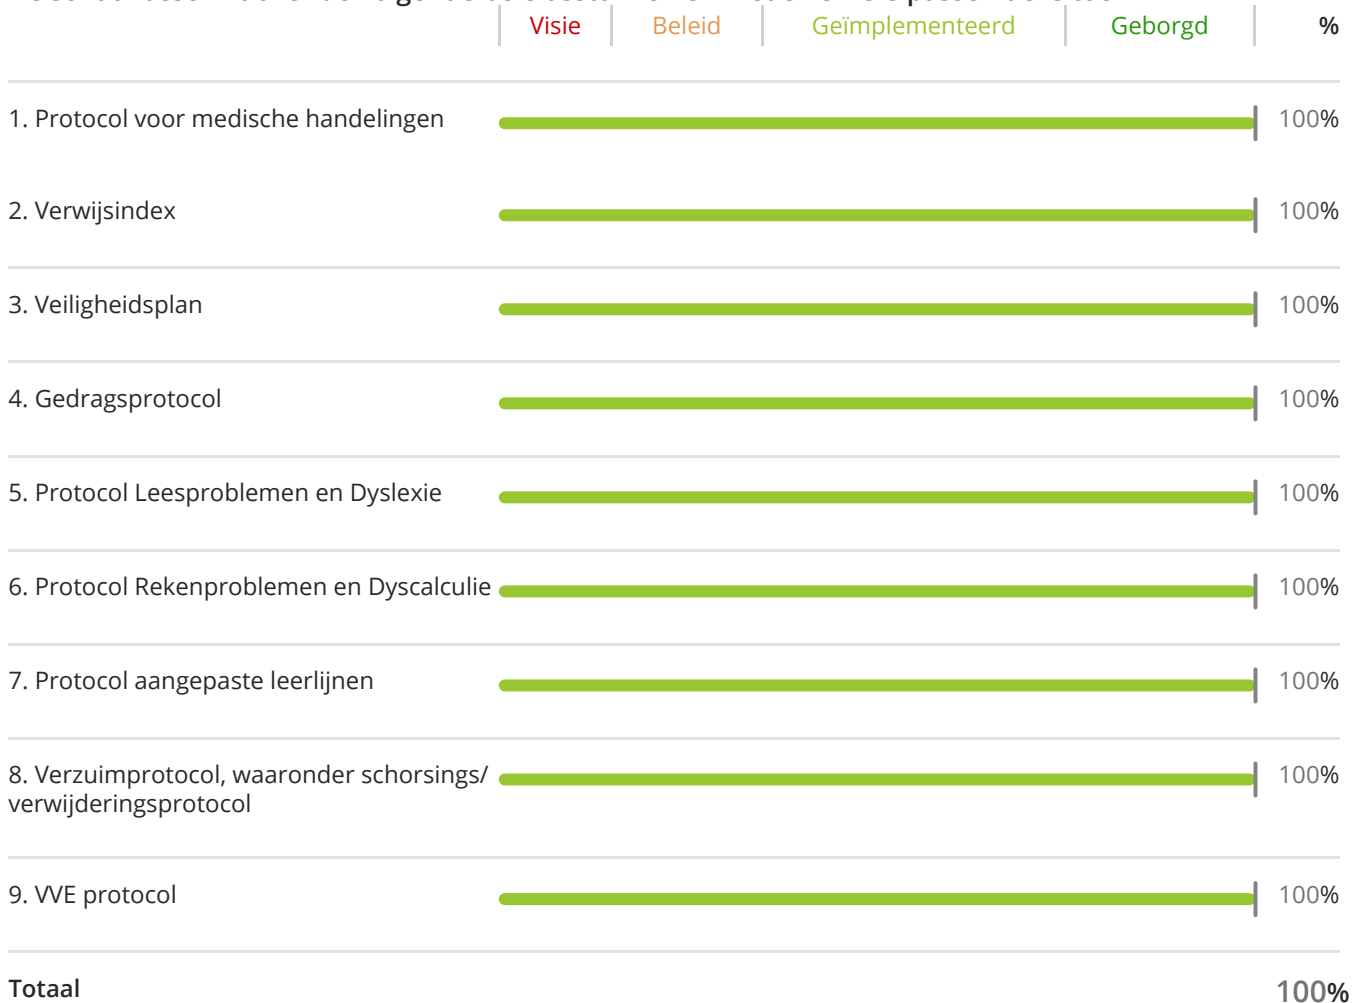 Visie Beleid Geïmplementeerd Geborgd %
1. Protocol voor medische handelingen 100%
2. Verwijsindex 100%
3. Veiligheidsplan 100%
4. Gedragsprotocol 100%
5. Protocol Leesproblemen en Dyslexie 100%
6. Protocol Rekenproblemen en Dyscalculie 100%
7. Protocol aangepaste leerlijnen 100%
8. Verzuimprotocol, waaronder schorsings/ 100%
verwijderingsprotocol
9. VVE protocol 100%
Totaal 100%